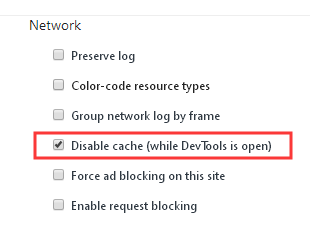 Network
Preserve log
Color-code resource types
Group network log by frame
Disable cache (while DevTools is open)
Force ad blocking on this site
Enable request blocking